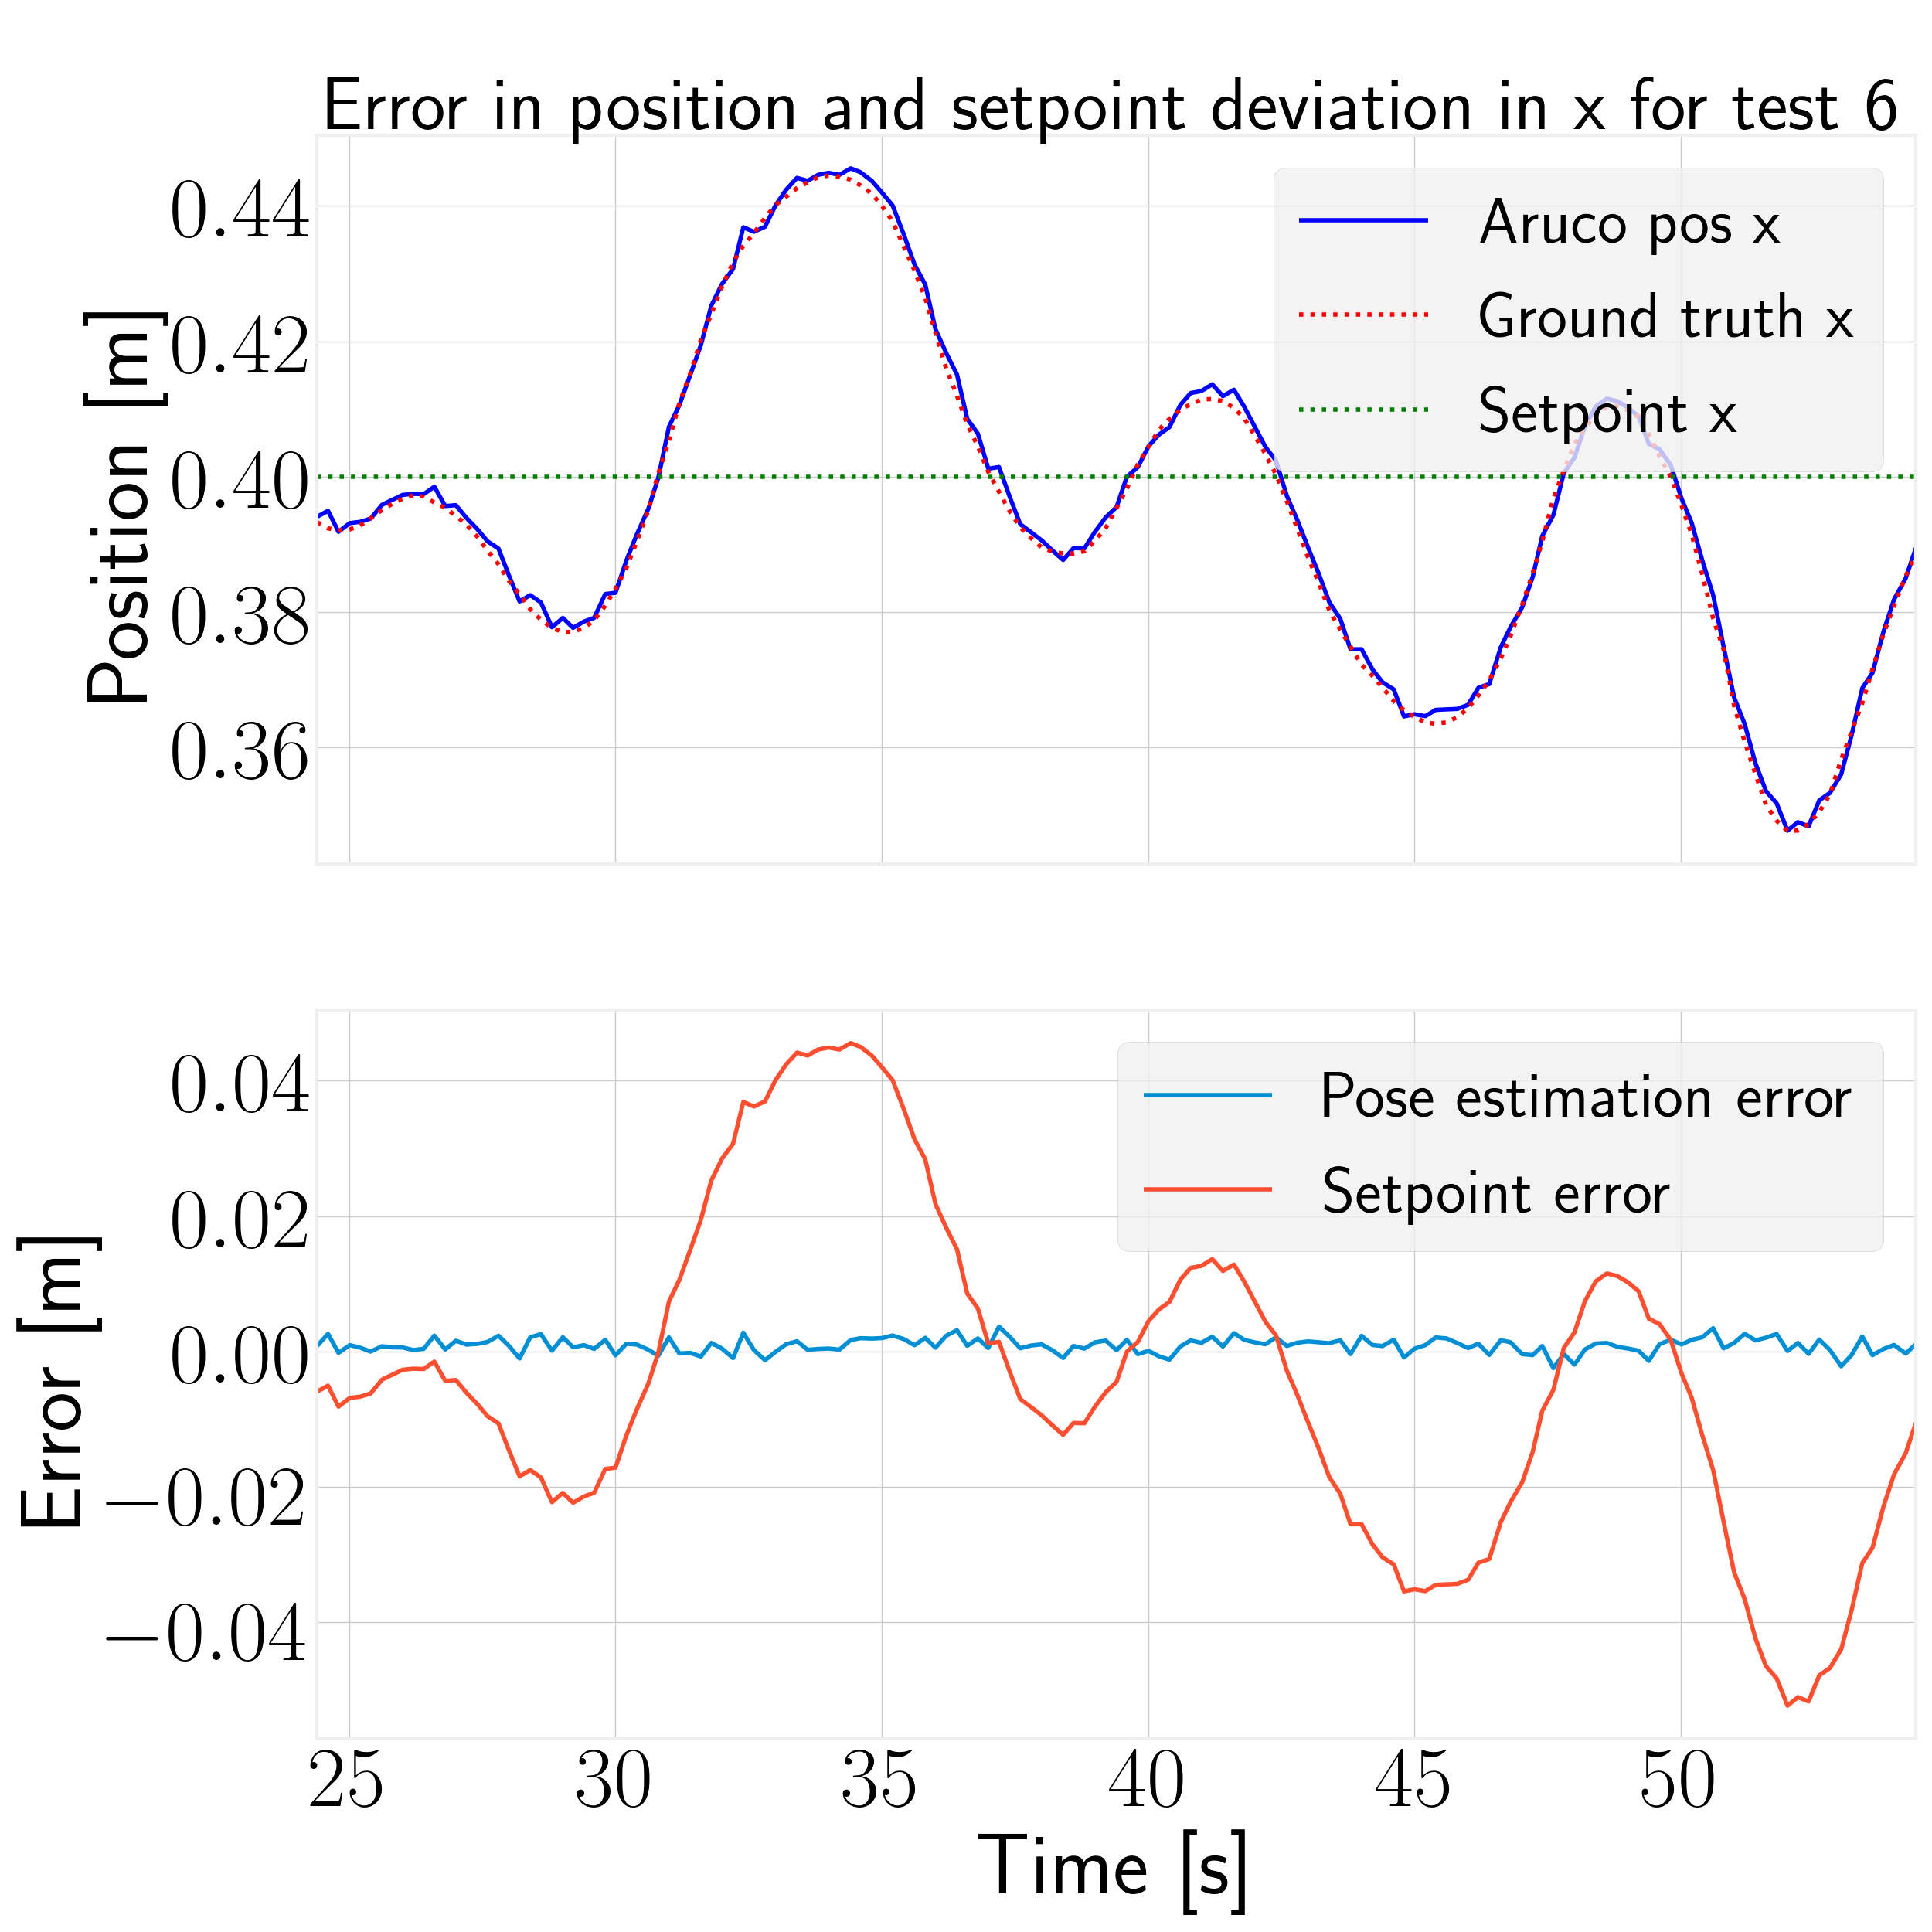 Error in position and setpoint deviation in x for test 6
Position [m]
0.44
0.42
0.40
0.38
0.36
Aruco pos x
Ground truth x
Setpoint x
Error [m]
0.04
0.02
0.00
−0.02
−0.04
Pose estimation error
Setpoint error
25 30 35 40 45 50
Time [s]